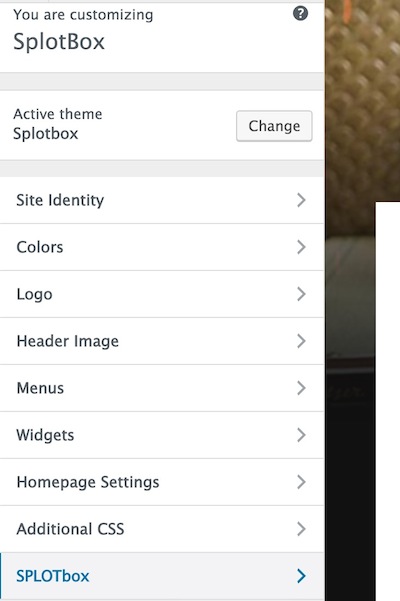 You are customizing
SplotBox
Active theme
Splotbox
Change
Site Identity
Colors
Logo
Header Image
Menus
Widgets
Homepage Settings
Additional CSS
SPLOTbox